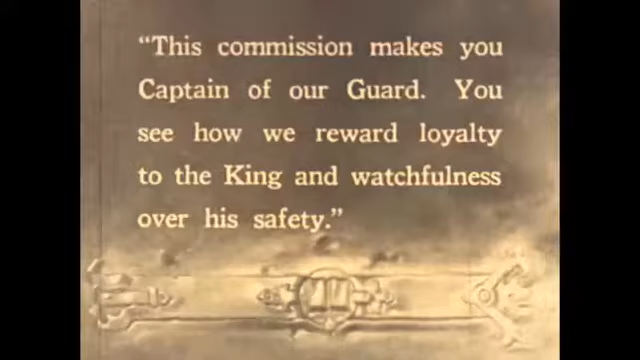 “This commission makes you
Captain of our Guard. You
see how we reward loyalty
to the King and watchfulness
over his safety.”